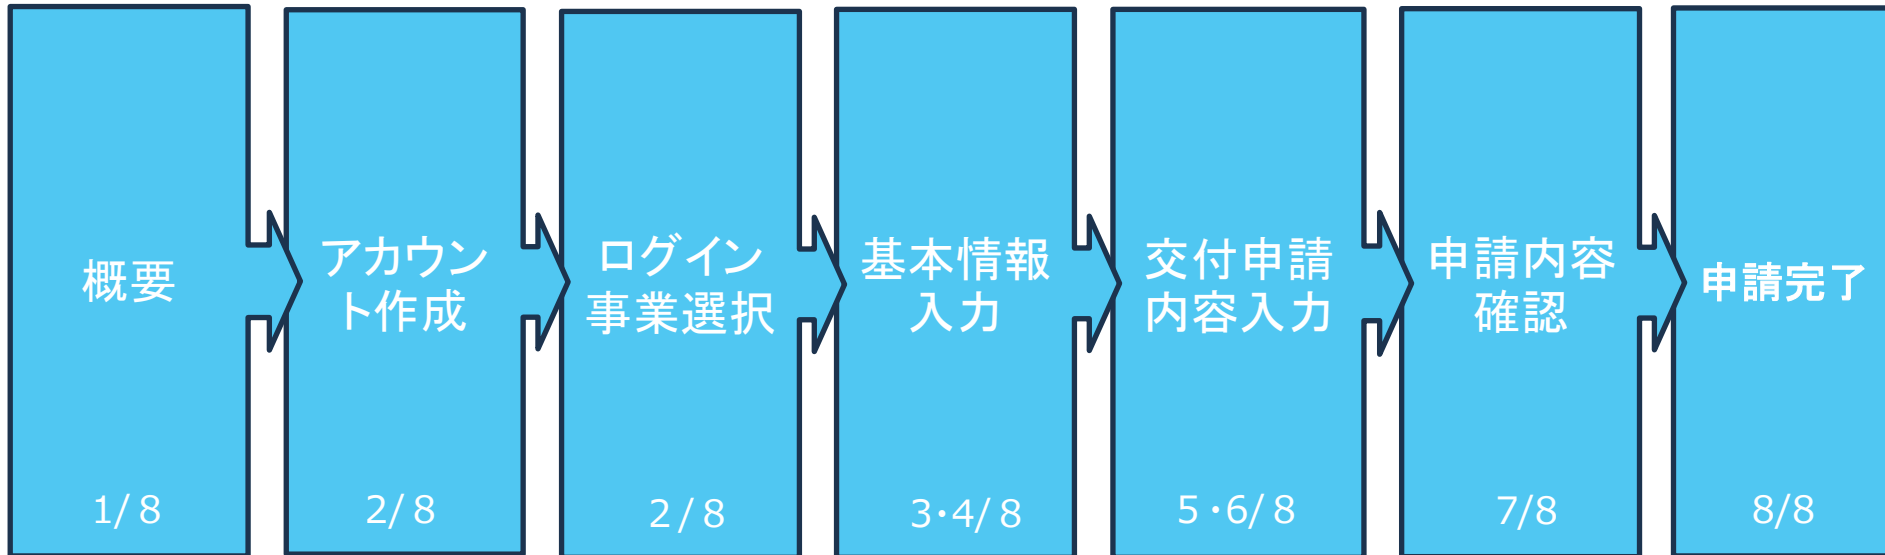 概要
1/8
アカウン
ト作成
2/8
ログイン
事業選択
2/8
基本情報
入力
3・4/8
交付申請
内容入力
5・6/8
申請内容
確認
7/8
申請完了
8/8